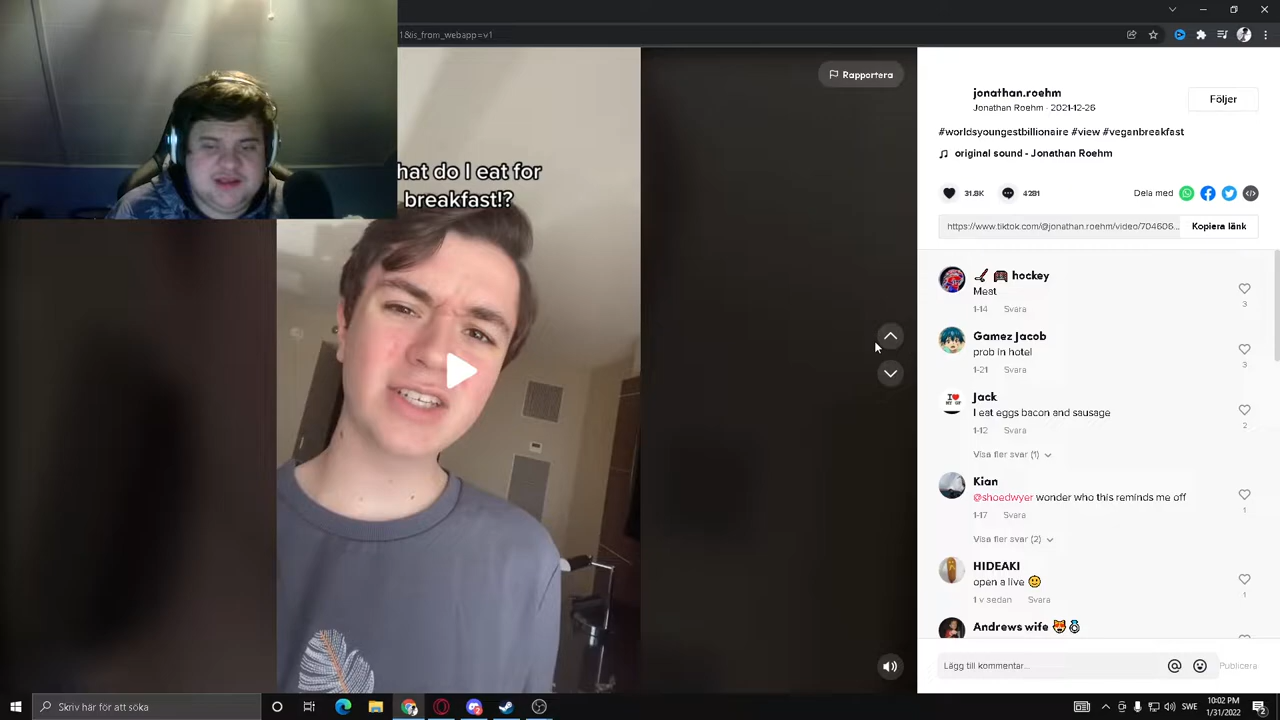 1&is_from_webapp=v1
hat do I eat for
breakfast!?
Rapportera
jonathan.roehm
Jonathan Roehm · 2021-12-26
Följer
#worldsyoungestbillionaire #view #veganbreakfast
original sound - Jonathan Roehm
31.8K
4281
Dela med
https://www.tiktok.com/@jonathan.roehm/video/704606...
Kopiera länk
hockey
Meat
1-14 Svara
3
Gamez Jacob
prob in hotel
1-21 Svara
3
Jack
I eat eggs bacon and sausage
1-12 Svara
2
Visa fler svar (1)
Kian
@shoedwyer wonder who this reminds me off
1-17 Svara
1
Visa fler svar (2)
HIDEAKI
open a live
1 v sedan Svara
1
Andrews wife
Lägg till kommentar...
Publicera
Skriv här för att söka
SWE
10:02 PM
1/31/2022
2